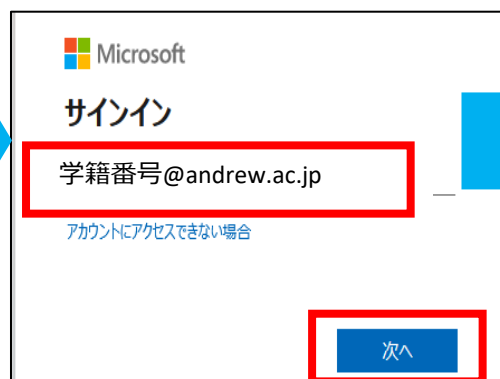 Microsoft
サインイン
学籍番号@andrew.ac.jp
アカウントにアクセスできない場合
次へ